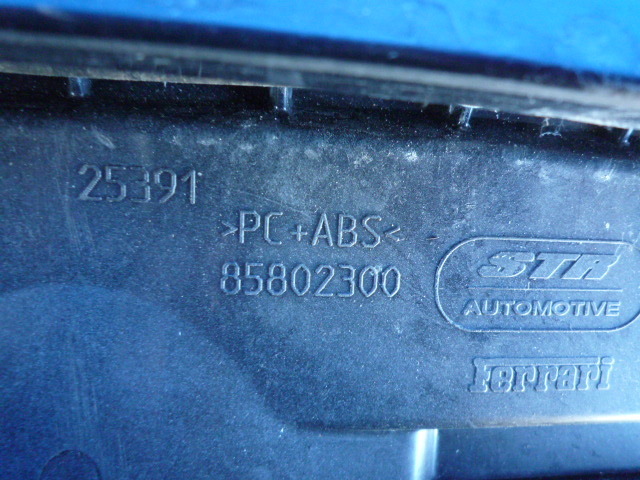 25391
>PC+ABS<
85802300
STR
AUTOMOTIVE
Ferrari